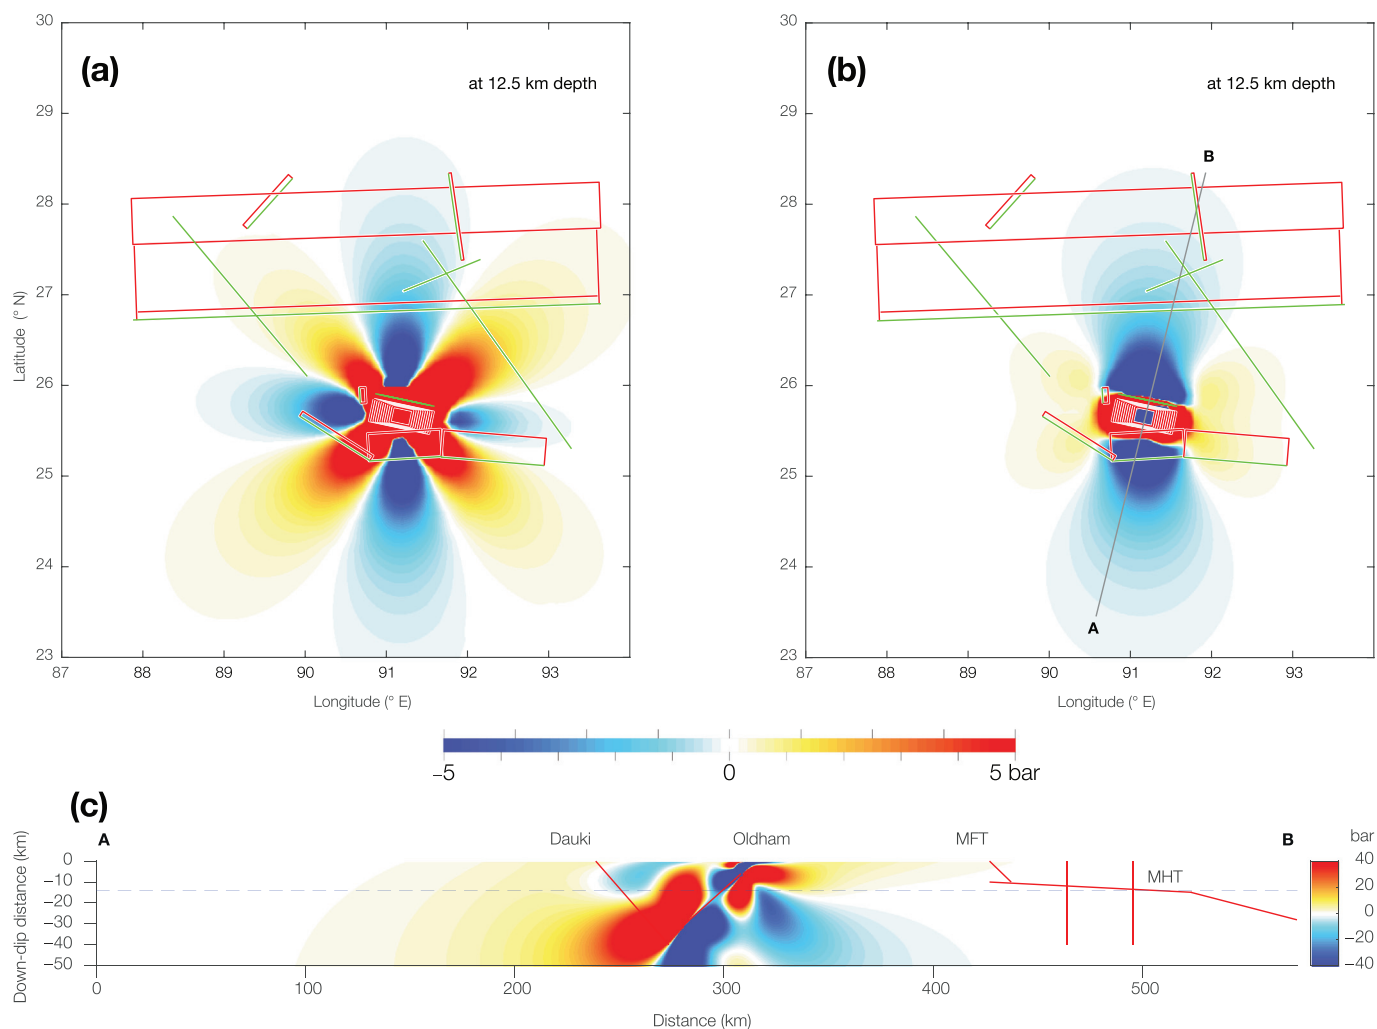 (a)
at 12.5 km depth
30
29
28
27
26
25
24
23
Latitude (° N)
87
88
89
90
91
92
93
Longitude (° E)
(b)
at 12.5 km depth
30
29
28
27
26
25
24
23
B
A
87
88
89
90
91
92
93
Longitude (° E)
−5
0
5 bar
(c)
A
Dauki
Oldham
MFT
B
bar
MHT
Down-dip distance (km)
0
−10
−20
−30
−40
−50
40
20
0
−20
−40
0
100
200
300
400
500
Distance (km)